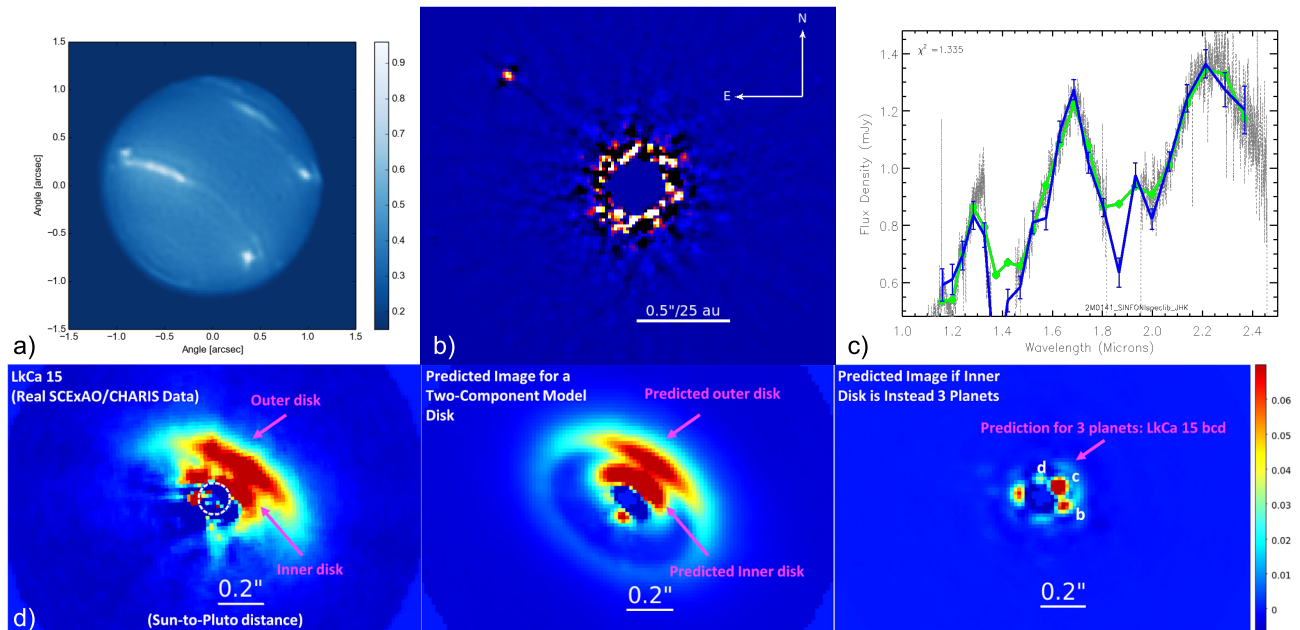 1.5
1.0
0.5
0.0
−0.5
−1.0
−1.5
Angle [arcsec]
−1.5 −1.0 −0.5 0.0 0.5 1.0 1.5
Angle [arcsec]
0.9
0.8
0.7
0.6
0.5
0.4
0.3
0.2
a)
N
E
0.5"/25 au
b)
χ² =1.335
1.4
1.2
1.0
0.8
0.6
Flux Density (mJy)
2M0141_SINFONIspeclib_JHK
1.0 1.2 1.4 1.6 1.8 2.0 2.2 2.4
Wavelength (Microns)
c)
LkCa 15
(Real SCExAO/CHARIS Data)
Outer disk
Inner disk
0.2"
(Sun-to-Pluto distance)
d)
Predicted Image for a
Two-Component Model
Disk
Predicted outer disk
Predicted Inner disk
0.2"
Predicted Image if Inner
Disk is Instead 3 Planets
Prediction for 3 planets: LkCa 15 bcd
d
c
b
0.2"
0.06
0.05
0.04
0.03
0.02
0.01
0